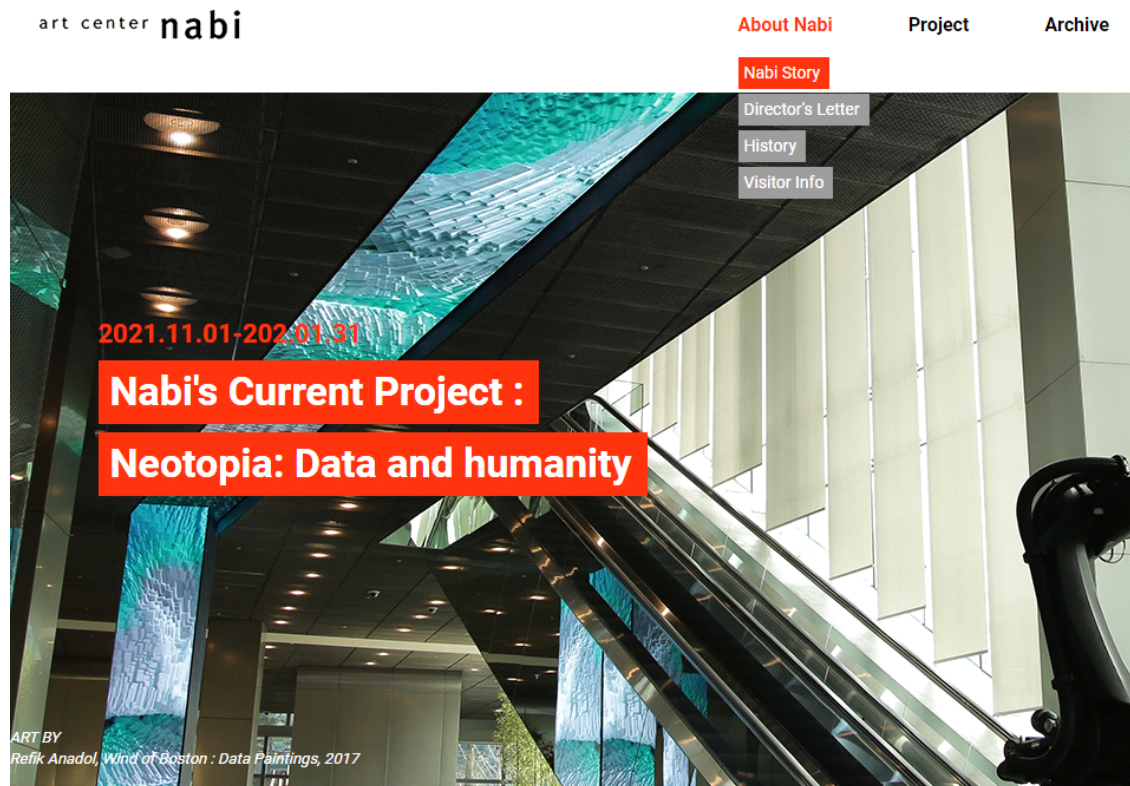 art center nabi
About Nabi Project Archive
Nabi Story
Director's Letter
History
Visitor Info
2021.11.01-202.01.31
Nabi's Current Project :
Neotopia: Data and humanity
ART BY
Refik Anadol, Wind of Boston : Data Paintings, 2017